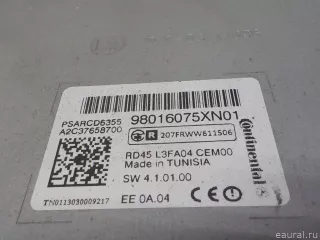 PSARCD6355
A2C37658700
98016075XN01
R 207FRWW611506
Continental
RD45 L3FA04 CEM00
Made in TUNISIA
SW 4.1.01.00
TN0113030009217
EE 0A.04
CE
eaural.ru